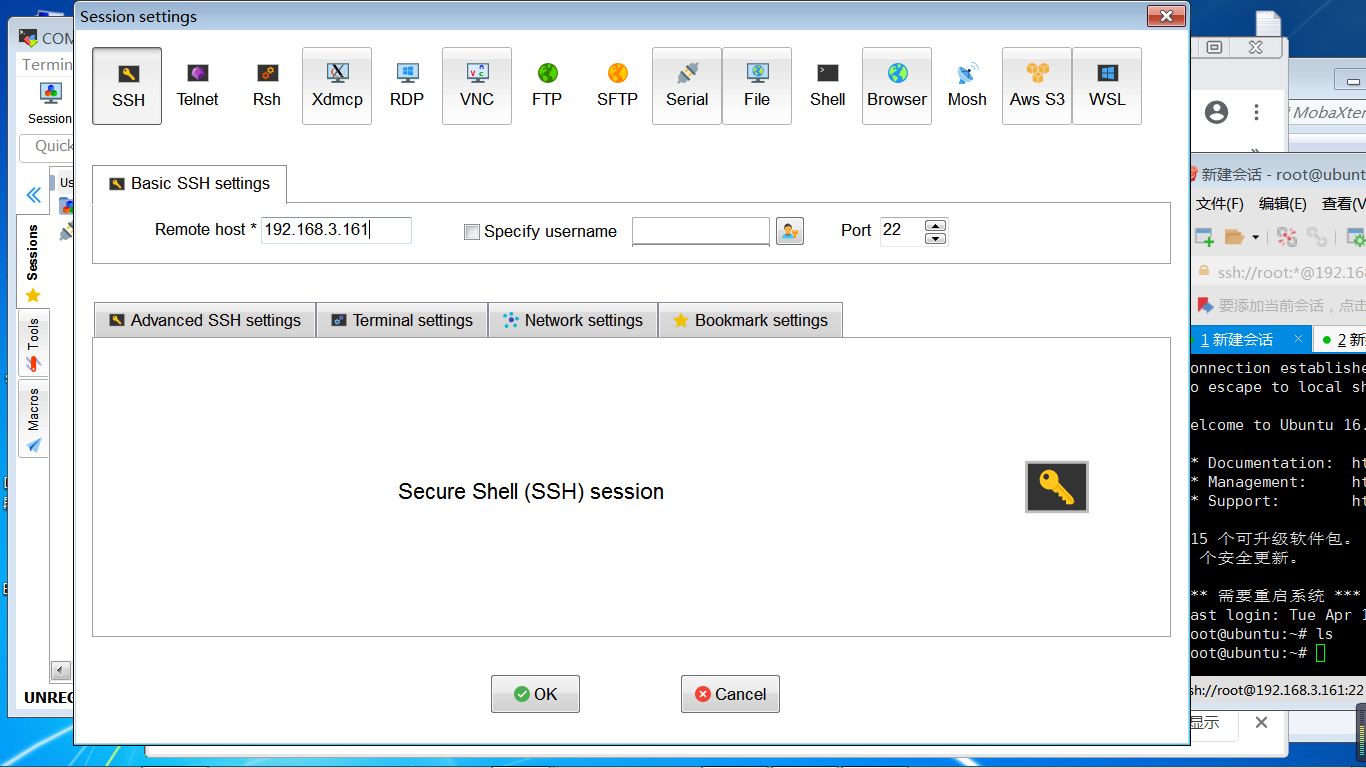 Session settings
SSH Telnet Rsh Xdmcp RDP VNC FTP SFTP Serial File Shell Browser Mosh Aws S3 WSL
Basic SSH settings
Remote host * 192.168.3.161 Specify username Port 22
Advanced SSH settings Terminal settings Network settings Bookmark settings
Secure Shell (SSH) session
OK Cancel
COM
Termin
Session
Quick
Us
Sessions
Tools
Macros
UNREG
MobaXter
新建会话 - root@ubunt
文件(F) 编辑(E) 查看(V
ssh://root:*@192.168
要添加当前会话，点击
1 新建会话 × 2 新
onnection establishe
o escape to local sh
elcome to Ubuntu 16.
* Documentation: ht
* Management: ht
* Support: ht
15 个可升级软件包。
个安全更新。
** 需要重启系统 ***
ast login: Tue Apr 1
oot@ubuntu:~# ls
oot@ubuntu:~#
sh://root@192.168.3.161:22
显示